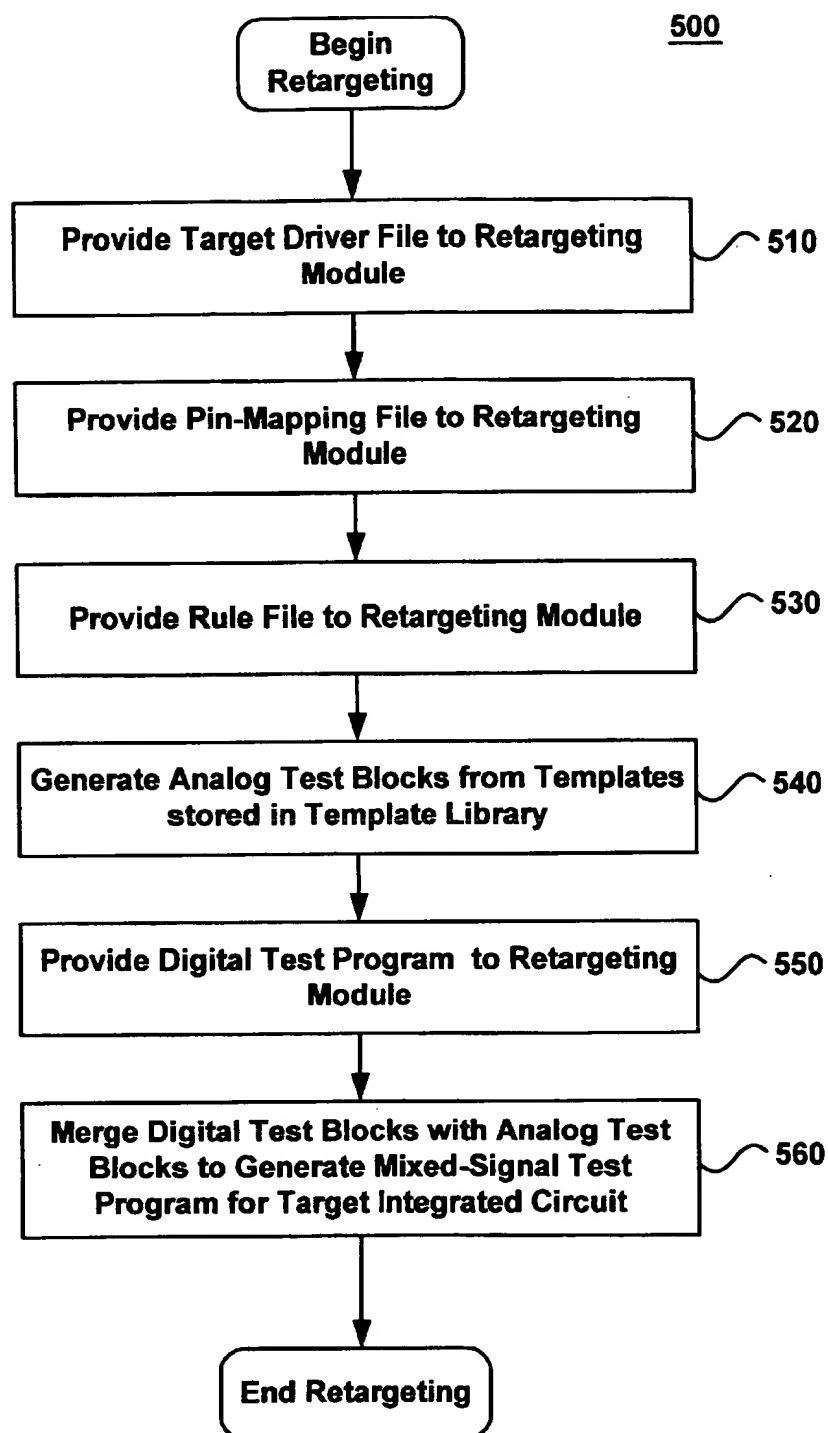 500
Begin
Retargeting
Provide Target Driver File to Retargeting
Module
510
Provide Pin-Mapping File to Retargeting
Module
520
Provide Rule File to Retargeting Module
530
Generate Analog Test Blocks from Templates
stored in Template Library
540
Provide Digital Test Program to Retargeting
Module
550
Merge Digital Test Blocks with Analog Test
Blocks to Generate Mixed-Signal Test
Program for Target Integrated Circuit
560
End Retargeting